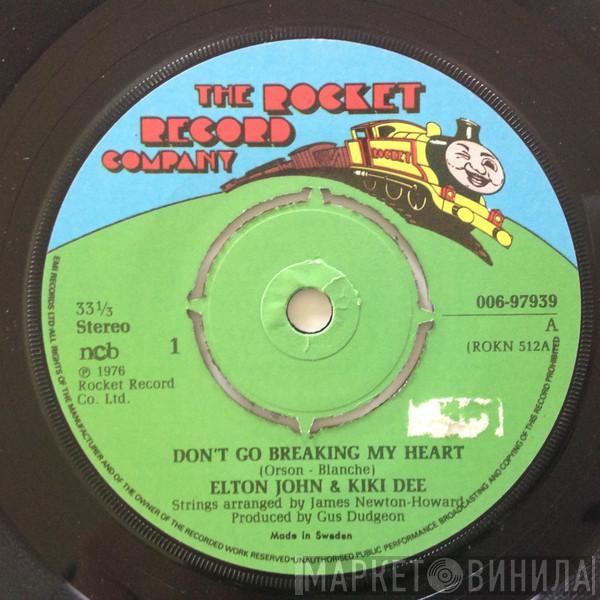 THE ROCKET
RECORD
COMPANY
ROCKET
33⅓
Stereo
ncb
1
℗ 1976
Rocket Record
Co. Ltd.
006-97939
A
(ROKN 512A
DON'T GO BREAKING MY HEART
(Orson - Blanche)
ELTON JOHN & KIKI DEE
Strings arranged by James Newton-Howard
Produced by Gus Dudgeon
Made in Sweden
EMI RECORDS LTD·ALL RIGHTS OF THE MANUFACTURER AND OF THE OWNER OF THE RECORDED WORK RESERVED·UNAUTHORISED PUBLIC PERFORMANCE BROADCASTING AND COPYING OF THIS RECORD PROHIBITED
МАРКЕТ ВИНИЛА